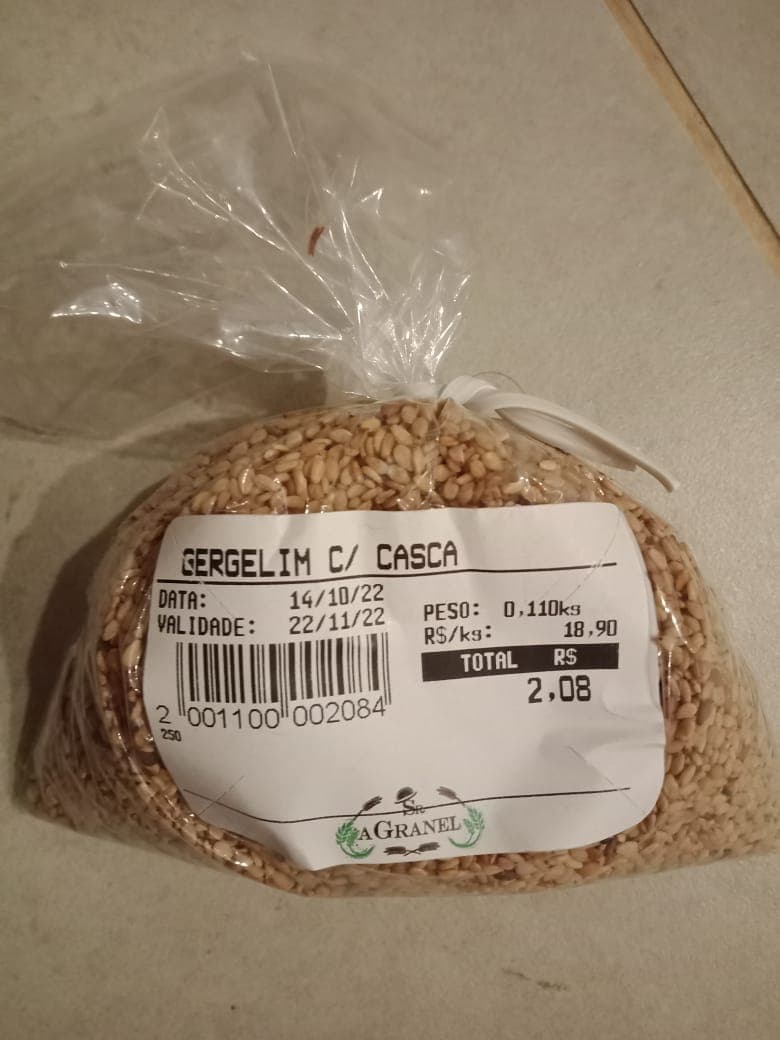 GERGELIM C/ CASCA
DATA: 14/10/22
VALIDADE: 22/11/22
PESO: 0,110kg
R$/kg: 18,90
TOTAL R$
2,08
2 001100 002084
250
SR
AGRANEL